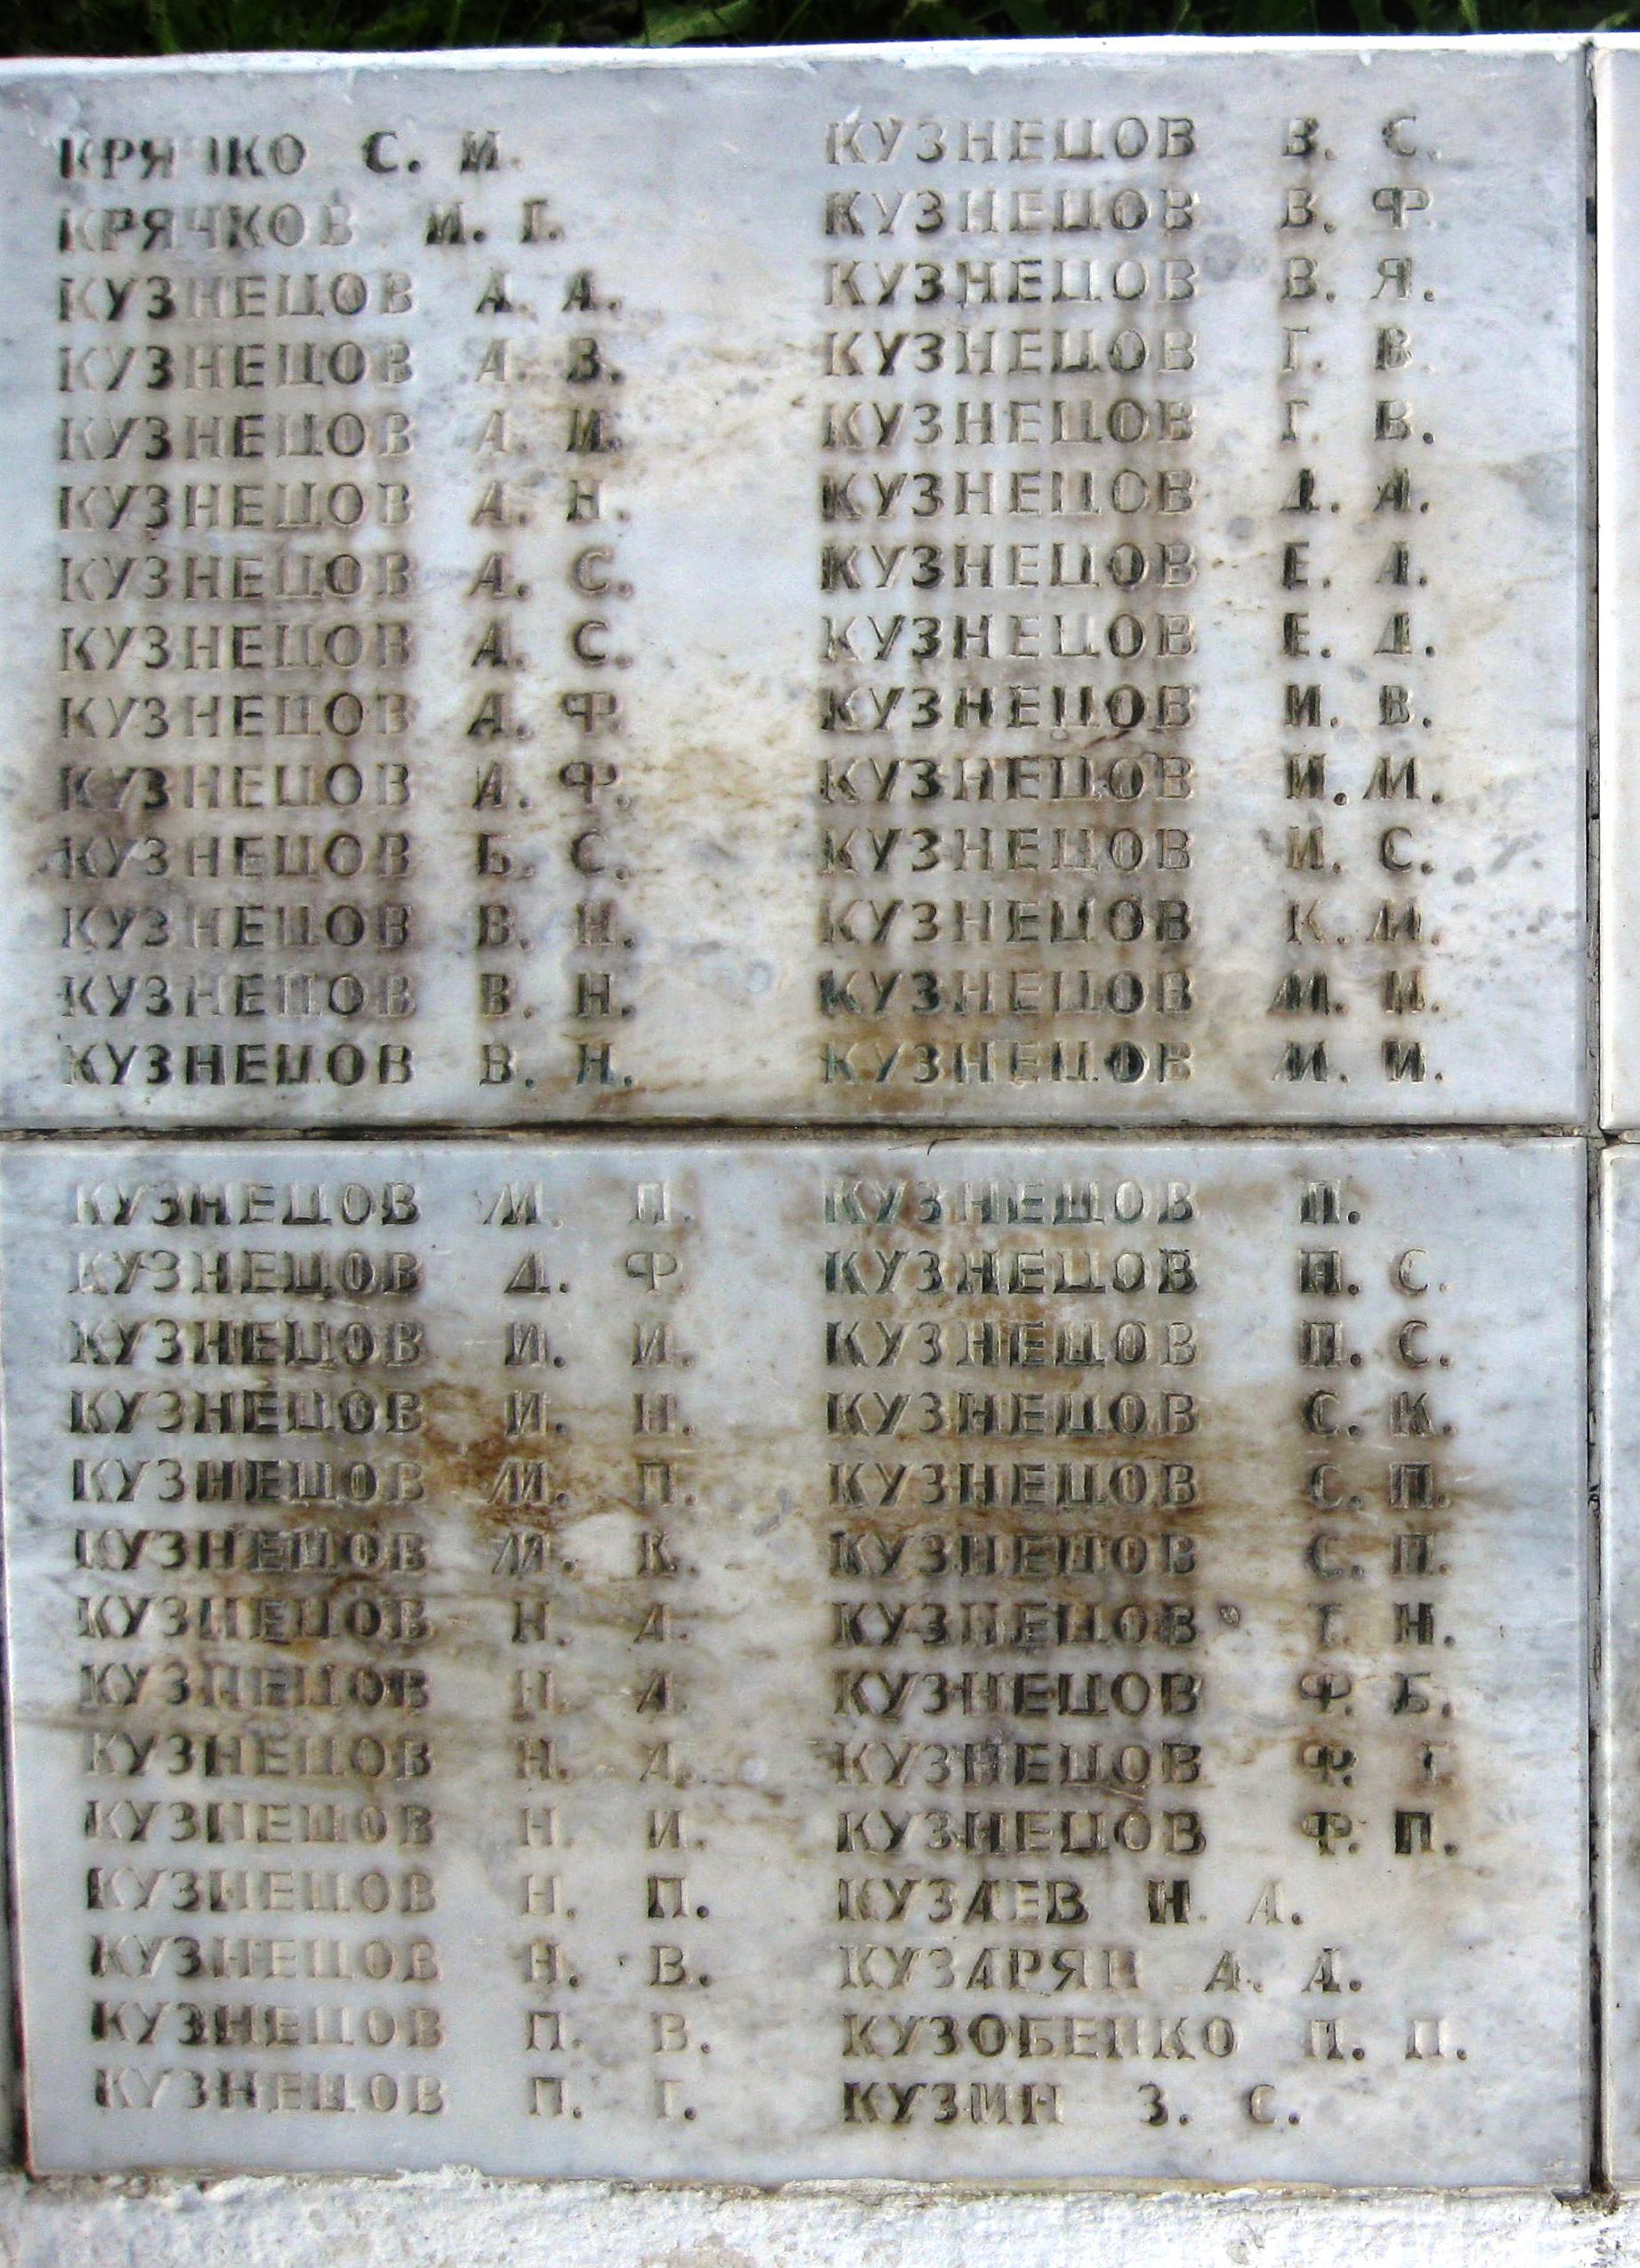 КРЯЧКО С. И.
КРЯЧКОВ И. Г.
КУЗНЕЦОВ А. А.
КУЗНЕЦОВ А. В.
КУЗНЕЦОВ А. И.
КУЗНЕЦОВ А. Н.
КУЗНЕЦОВ А. С.
КУЗНЕЦОВ А. С.
КУЗНЕЦОВ А. Ф.
КУЗНЕЦОВ А. Ф.
КУЗНЕЦОВ Б. С.
КУЗНЕЦОВ В. Н.
КУЗНЕЦОВ В. Н.
КУЗНЕЦОВ В. Н.
КУЗНЕЦОВ В. С.
КУЗНЕЦОВ В. Ф.
КУЗНЕЦОВ В. Я.
КУЗНЕЦОВ Г. В.
КУЗНЕЦОВ Г. В.
КУЗНЕЦОВ Д. А.
КУЗНЕЦОВ Е. А.
КУЗНЕЦОВ Е. Д.
КУЗНЕЦОВ И. В.
КУЗНЕЦОВ И. М.
КУЗНЕЦОВ И. С.
КУЗНЕЦОВ К. М.
КУЗНЕЦОВ М. И.
КУЗНЕЦОВ М. И.
КУЗНЕЦОВ М. П.
КУЗНЕЦОВ Д. Ф.
КУЗНЕЦОВ И. И.
КУЗНЕЦОВ И. Н.
КУЗНЕЦОВ М. П.
КУЗНЕЦОВ М. К.
КУЗНЕЦОВ Н. А.
КУЗНЕЦОВ Н. А.
КУЗНЕЦОВ Н. А.
КУЗНЕЦОВ Н. И.
КУЗНЕЦОВ Н. П.
КУЗНЕЦОВ Н. В.
КУЗНЕЦОВ П. В.
КУЗНЕЦОВ П. Г.
КУЗНЕЦОВ П.
КУЗНЕЦОВ П. С.
КУЗНЕЦОВ П. С.
КУЗНЕЦОВ С. К.
КУЗНЕЦОВ С. П.
КУЗНЕЦОВ С. П.
КУЗНЕЦОВ Т. Н.
КУЗНЕЦОВ Ф. Б.
КУЗНЕЦОВ Ф. Г
КУЗНЕЦОВ Ф. П.
КУЗАЕВ Н. А.
КУЗАРЯН А. А.
КУЗОБЕНКО П. П.
КУЗИН З. С.